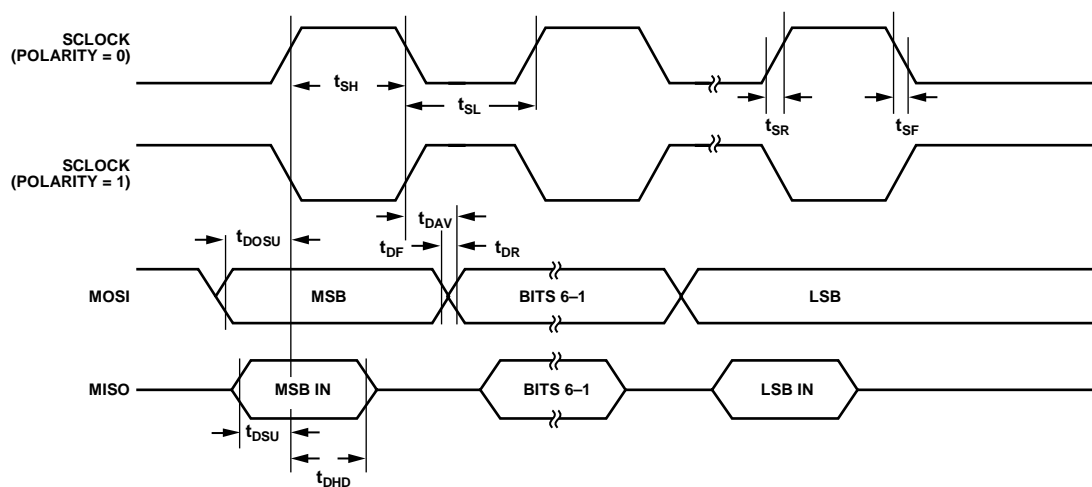 SCLOCK
(POLARITY = 0)
tSH
tSL
tSR
tSF
SCLOCK
(POLARITY = 1)
tDAV
tDOSU
tDF
tDR
MOSI
MSB
BITS 6–1
LSB
MISO
MSB IN
BITS 6–1
LSB IN
tDSU
tDHD